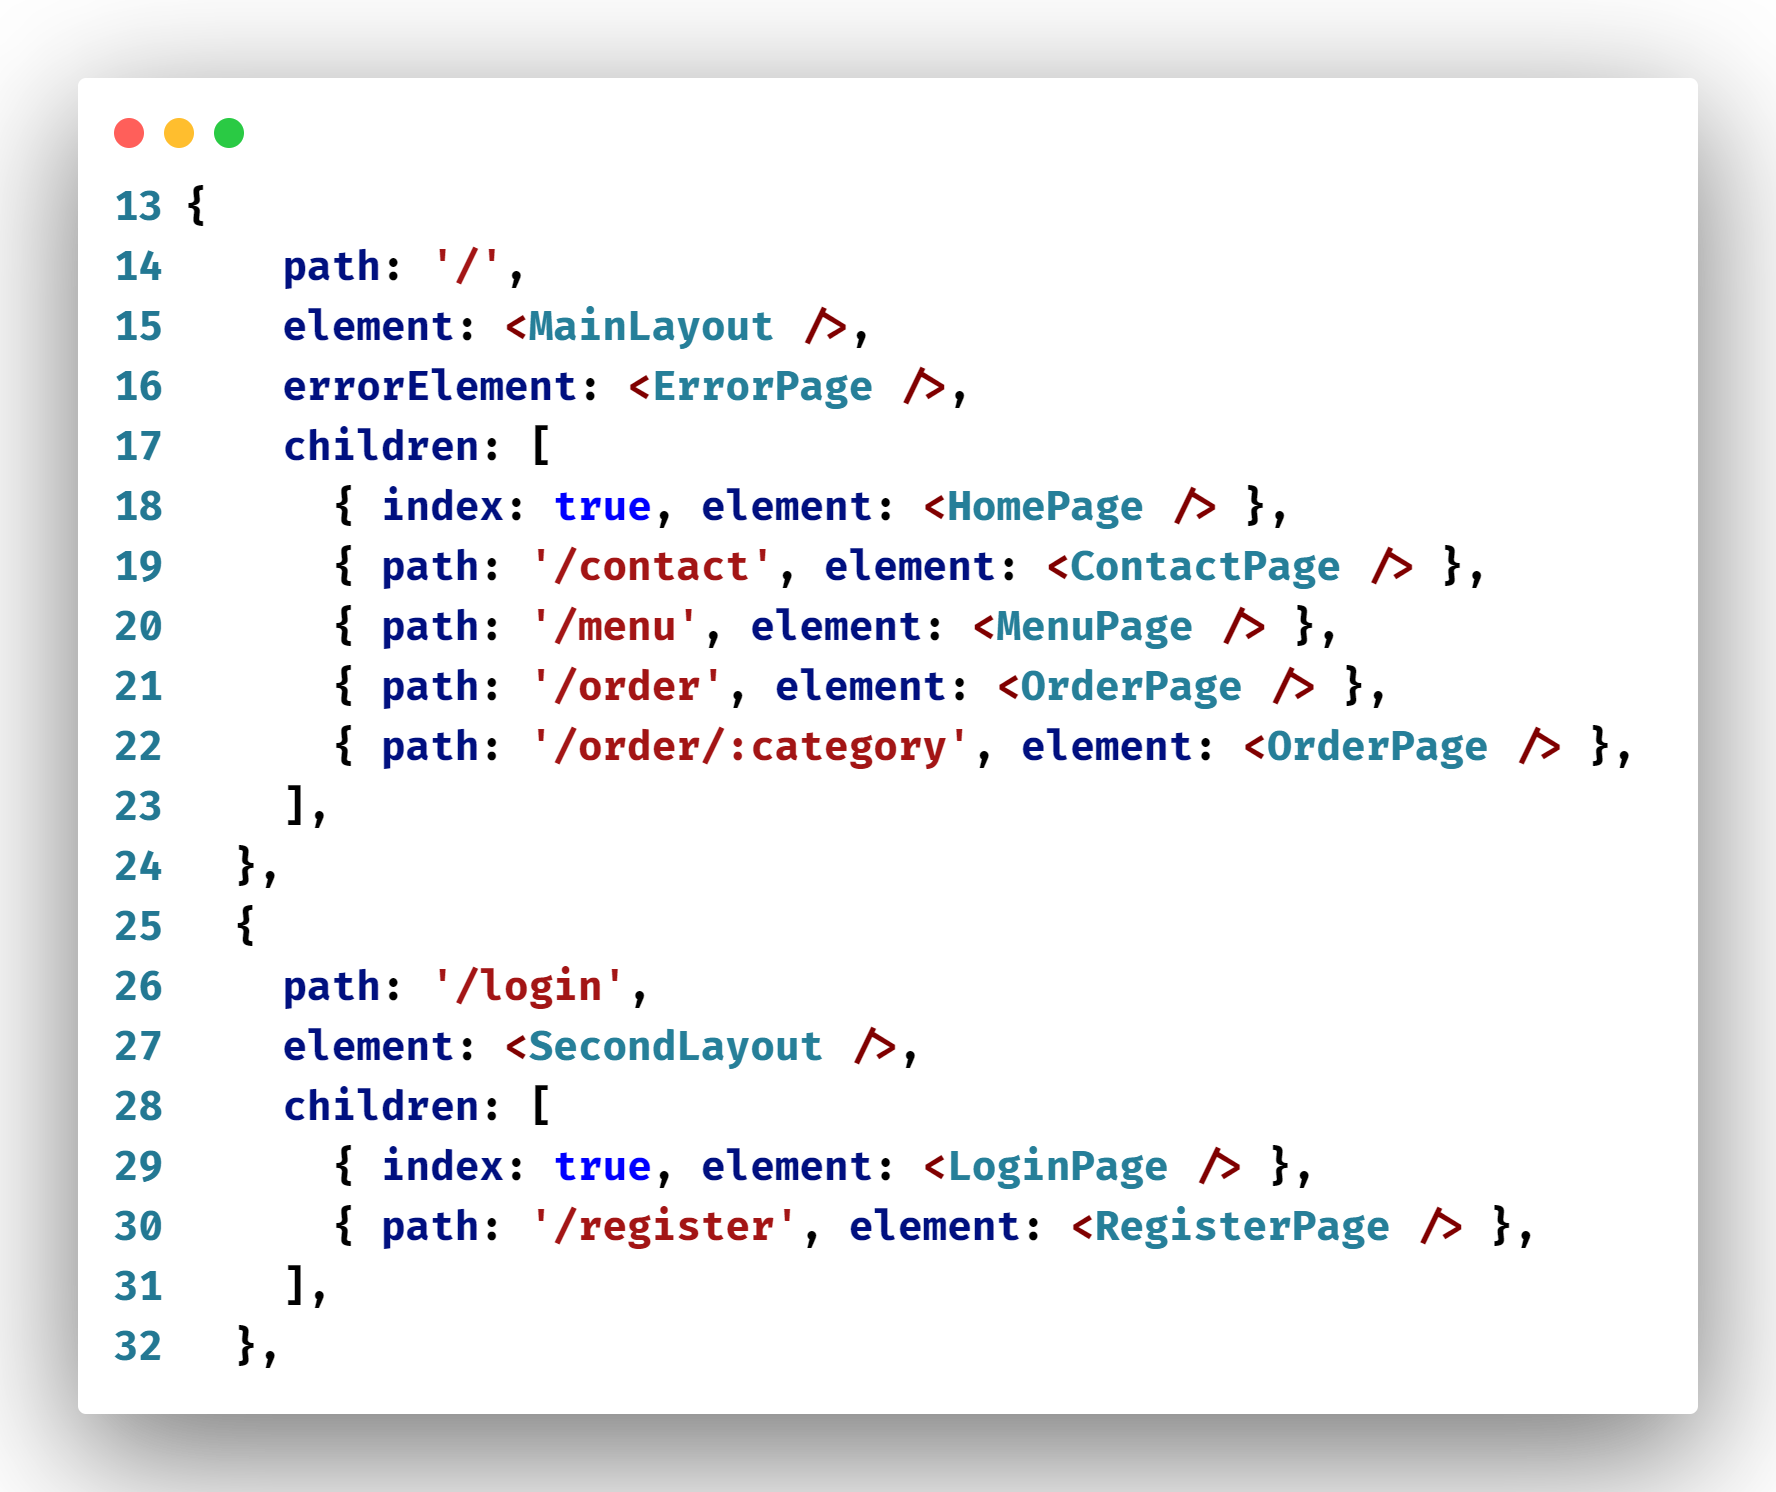 13 {
14     path: '/',
15     element: <MainLayout />,
16     errorElement: <ErrorPage />,
17     children: [
18       { index: true, element: <HomePage /> },
19       { path: '/contact', element: <ContactPage /> },
20       { path: '/menu', element: <MenuPage /> },
21       { path: '/order', element: <OrderPage /> },
22       { path: '/order/:category', element: <OrderPage /> },
23     ],
24   },
25   {
26     path: '/login',
27     element: <SecondLayout />,
28     children: [
29       { index: true, element: <LoginPage /> },
30       { path: '/register', element: <RegisterPage /> },
31     ],
32   },